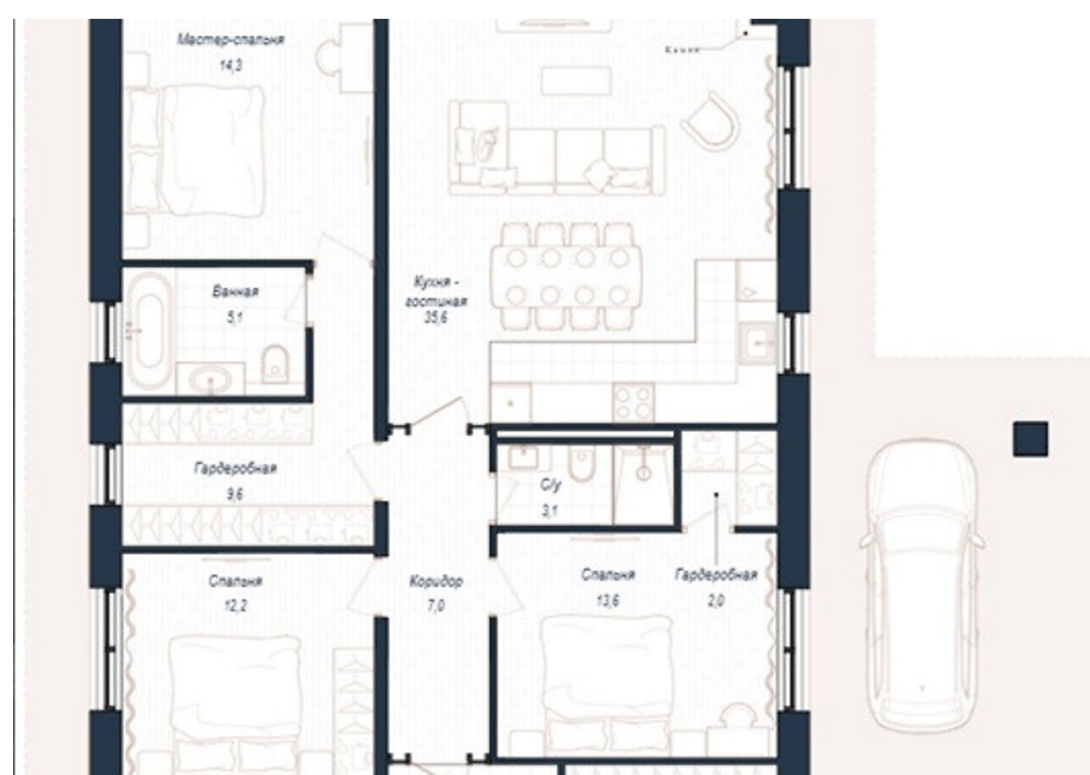 Мастер-спальня
14,3
Камин
Ванная
5,1
Кухня -
гостиная
35,6
Гардеробная
9,6
С/у
3,1
Спальня
12,2
Коридор
7,0
Спальня
13,6
Гардеробная
2,0